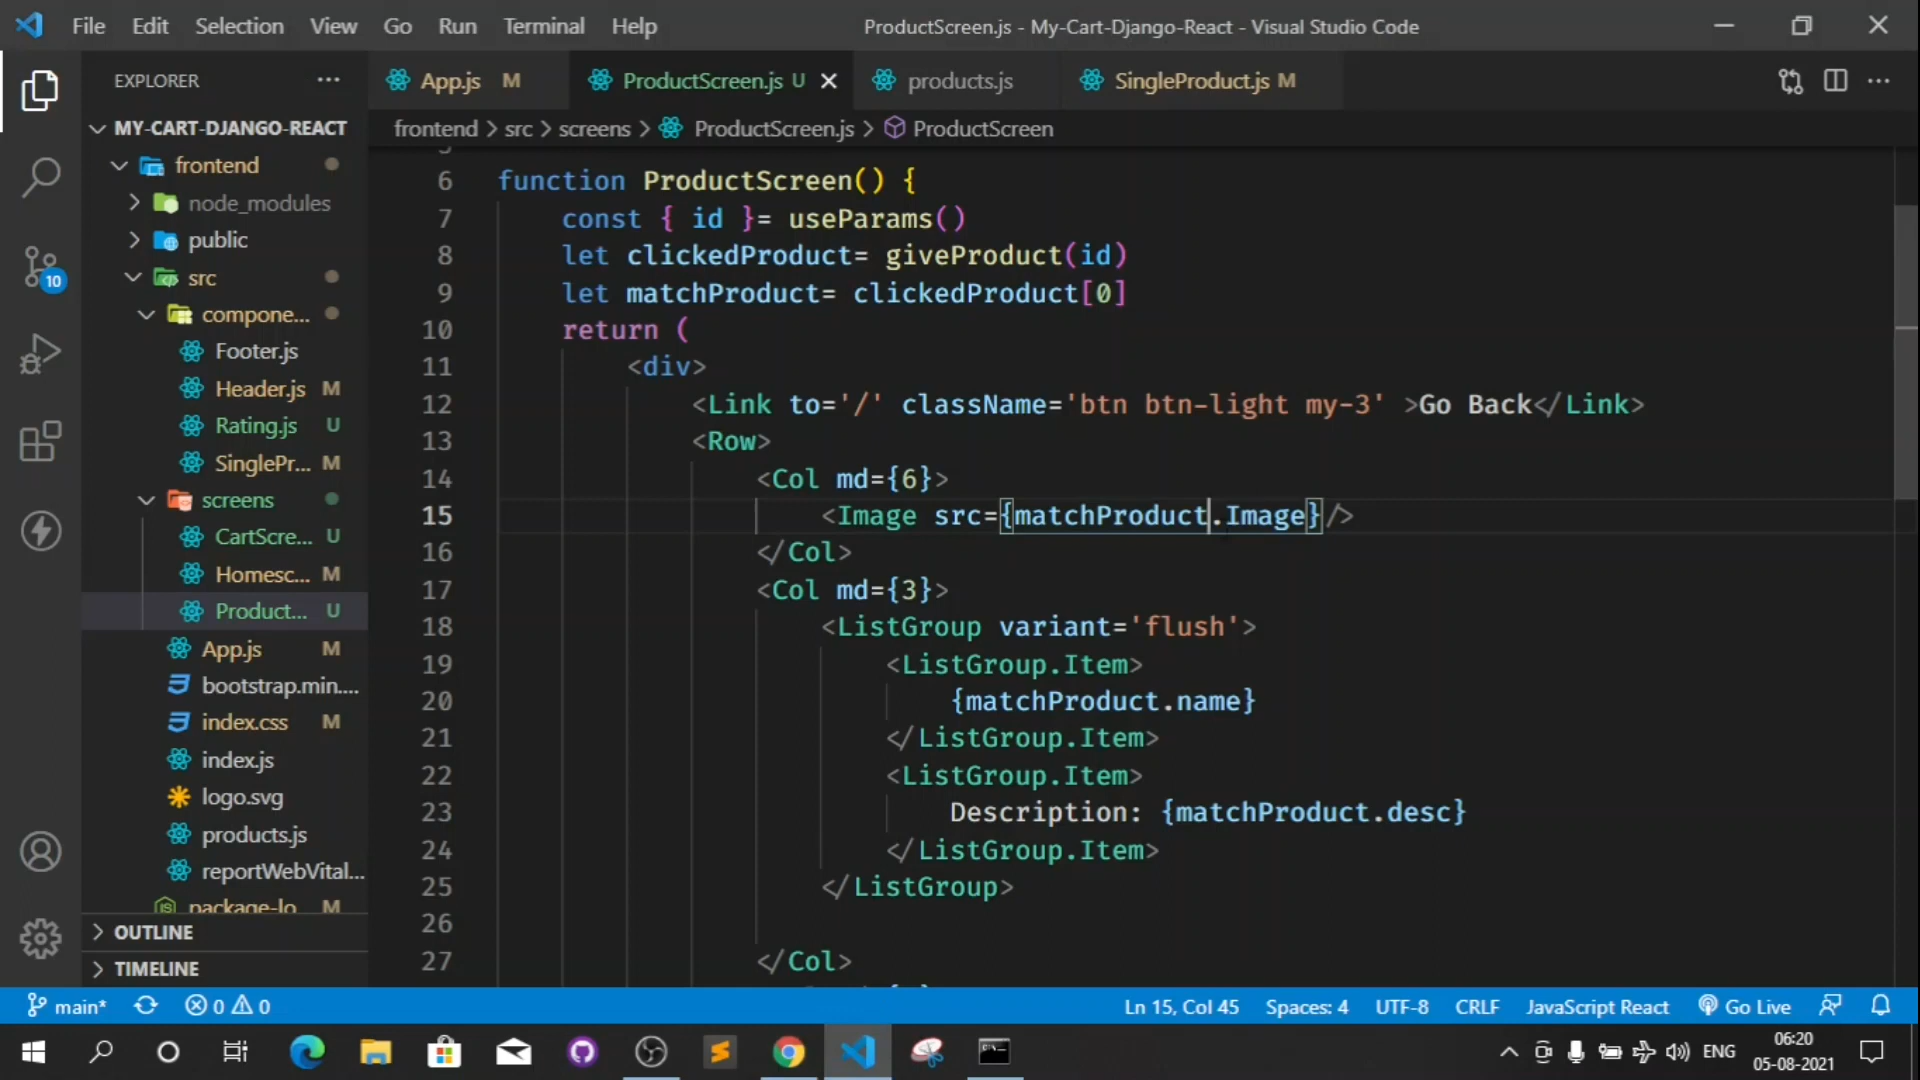 File Edit Selection View Go Run Terminal Help
ProductScreen.js - My-Cart-Django-React - Visual Studio Code
EXPLORER
App.js M
ProductScreen.js U
products.js
SingleProduct.js M
frontend > src > screens > ProductScreen.js > ProductScreen
MY-CART-DJANGO-REACT
frontend
node_modules
public
src
compone...
Footer.js
Header.js M
Rating.js U
SinglePr... M
screens
CartScre... U
Homesc... M
Product... U
App.js M
bootstrap.min....
index.css M
index.js
logo.svg
products.js
reportWebVital...
package-lo M
OUTLINE
TIMELINE
10
6 function ProductScreen() {
7 const { id }= useParams()
8 let clickedProduct= giveProduct(id)
9 let matchProduct= clickedProduct[0]
10 return (
11 <div>
12 <Link to='/' className='btn btn-light my-3' >Go Back</Link>
13 <Row>
14 <Col md={6}>
15 <Image src={matchProduct.Image}/>
16 </Col>
17 <Col md={3}>
18 <ListGroup variant='flush'>
19 <ListGroup.Item>
20 {matchProduct.name}
21 </ListGroup.Item>
22 <ListGroup.Item>
23 Description: {matchProduct.desc}
24 </ListGroup.Item>
25 </ListGroup>
26
27 </Col>
main* 0 0
Ln 15, Col 45 Spaces: 4 UTF-8 CRLF JavaScript React Go Live
ENG
06:20
05-08-2021